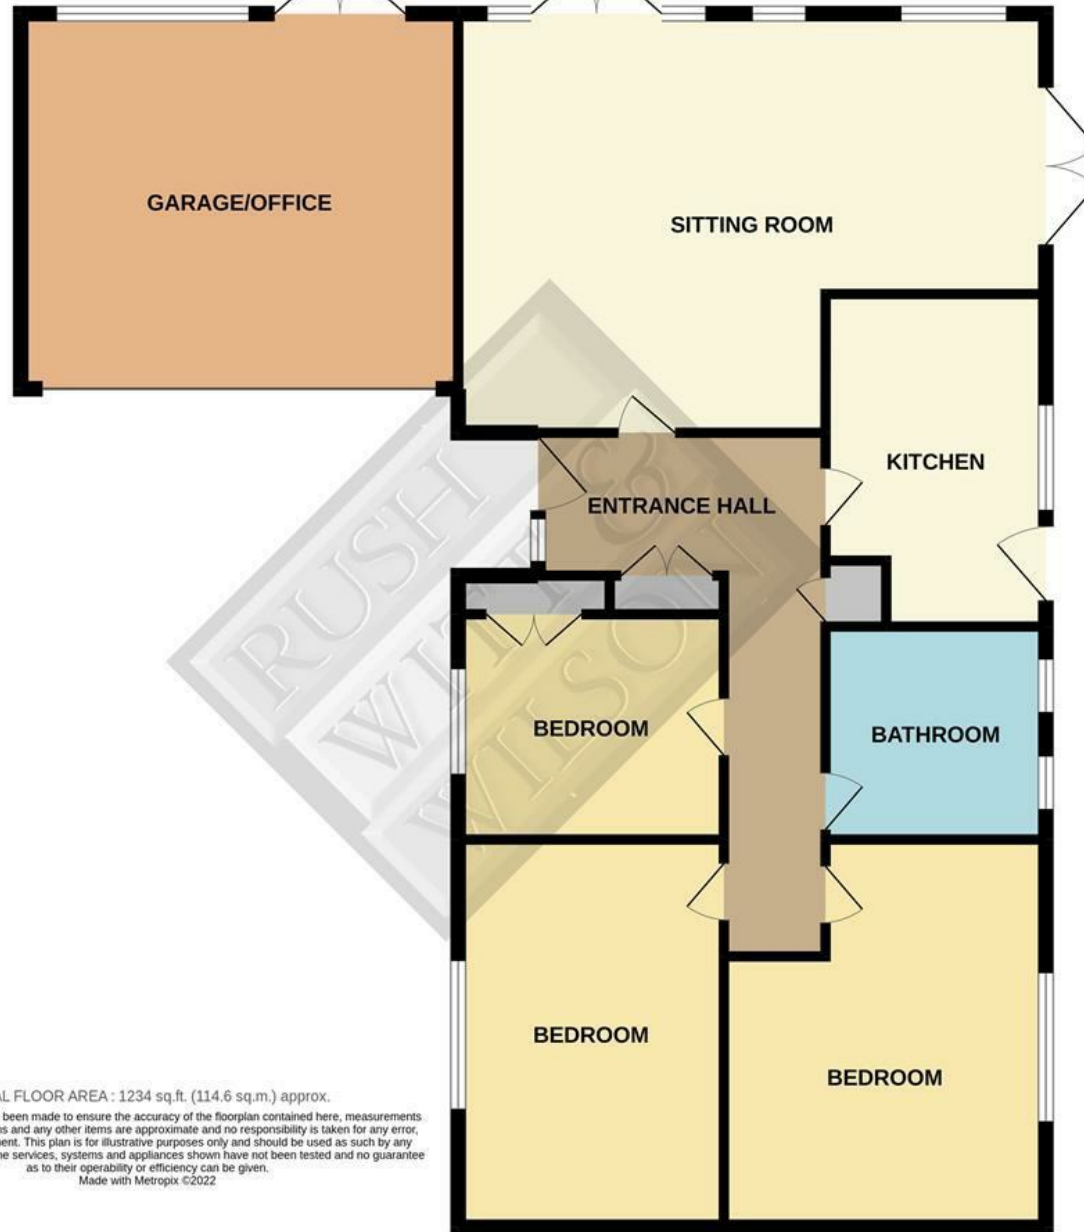 GARAGE/OFFICE
SITTING ROOM
KITCHEN
ENTRANCE HALL
BEDROOM
BATHROOM
BEDROOM
BEDROOM
RUSH
WITT &
WILSON
FLOOR AREA : 1234 sq.ft. (114.6 sq.m.) approx.
been made to ensure the accuracy of the floorplan contained here, measurements
and any other items are approximate and no responsibility is taken for any error,
This plan is for illustrative purposes only and should be used as such by any
services, systems and appliances shown have not been tested and no guarantee
as to their operability or efficiency can be given.
Made with Metropix ©2022